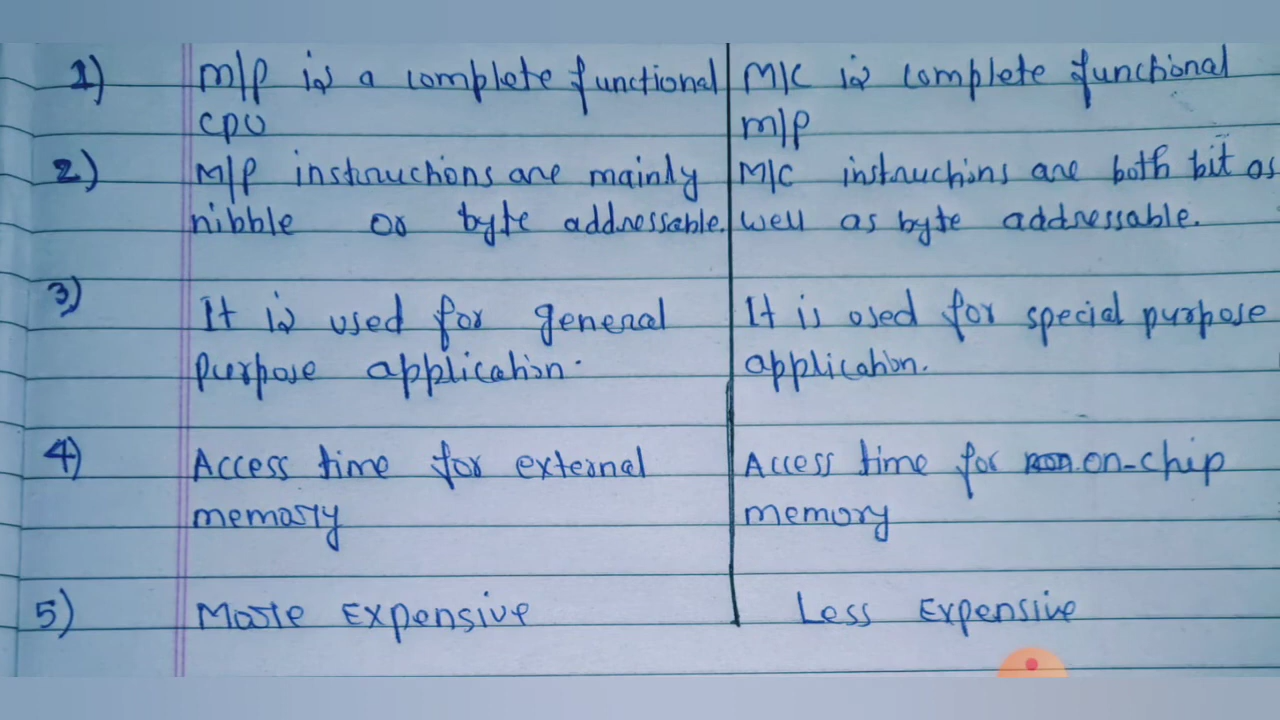 1) m/p is a complete functional M/C is complete functional
CPU m/p
2) M/p instructions are mainly M/C instructions are both bit as
nibble or byte addressable. well as byte addressable.
3) It is used for general It is used for special purpose
purpose application. application.
4) Access time for external Access time for on-chip
memory memory
5) More Expensive Less Expensive